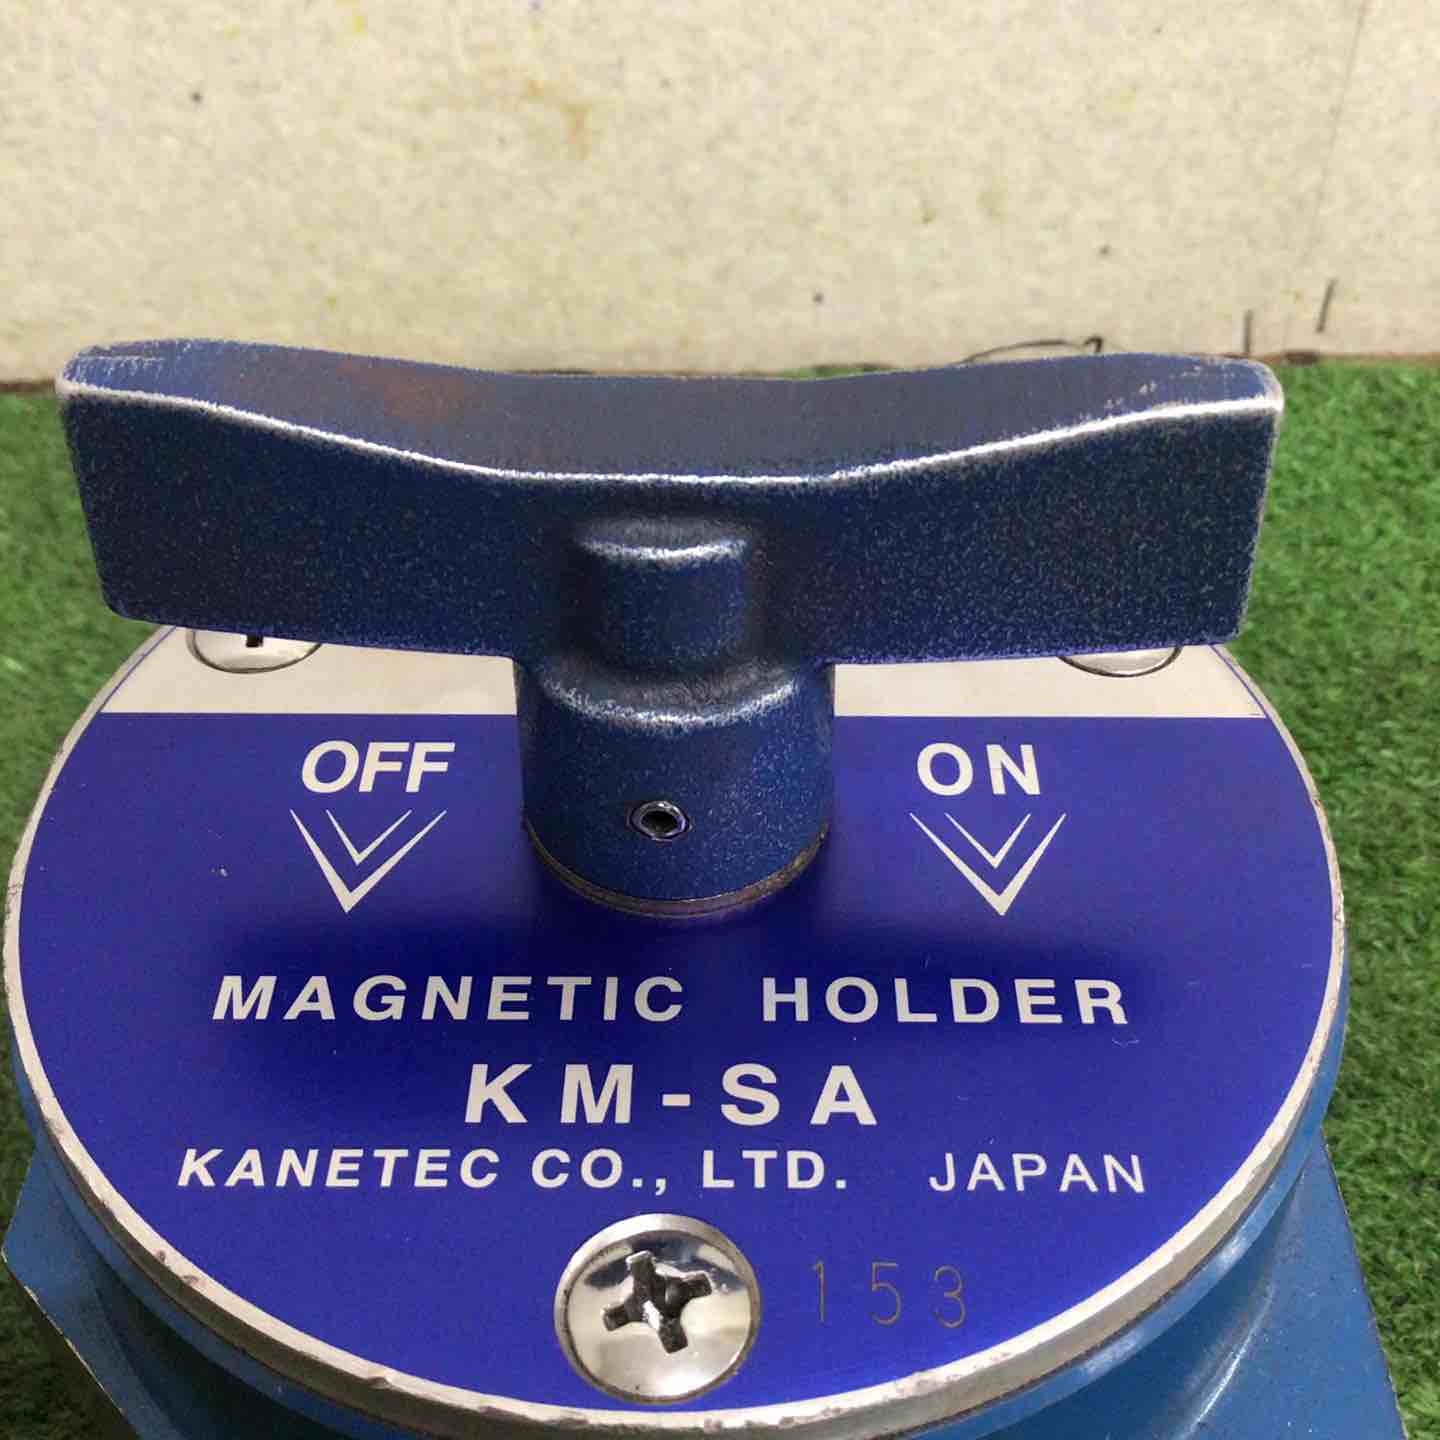 OFF ON
MAGNETIC HOLDER
KM-SA
KANETEC CO., LTD. JAPAN
153